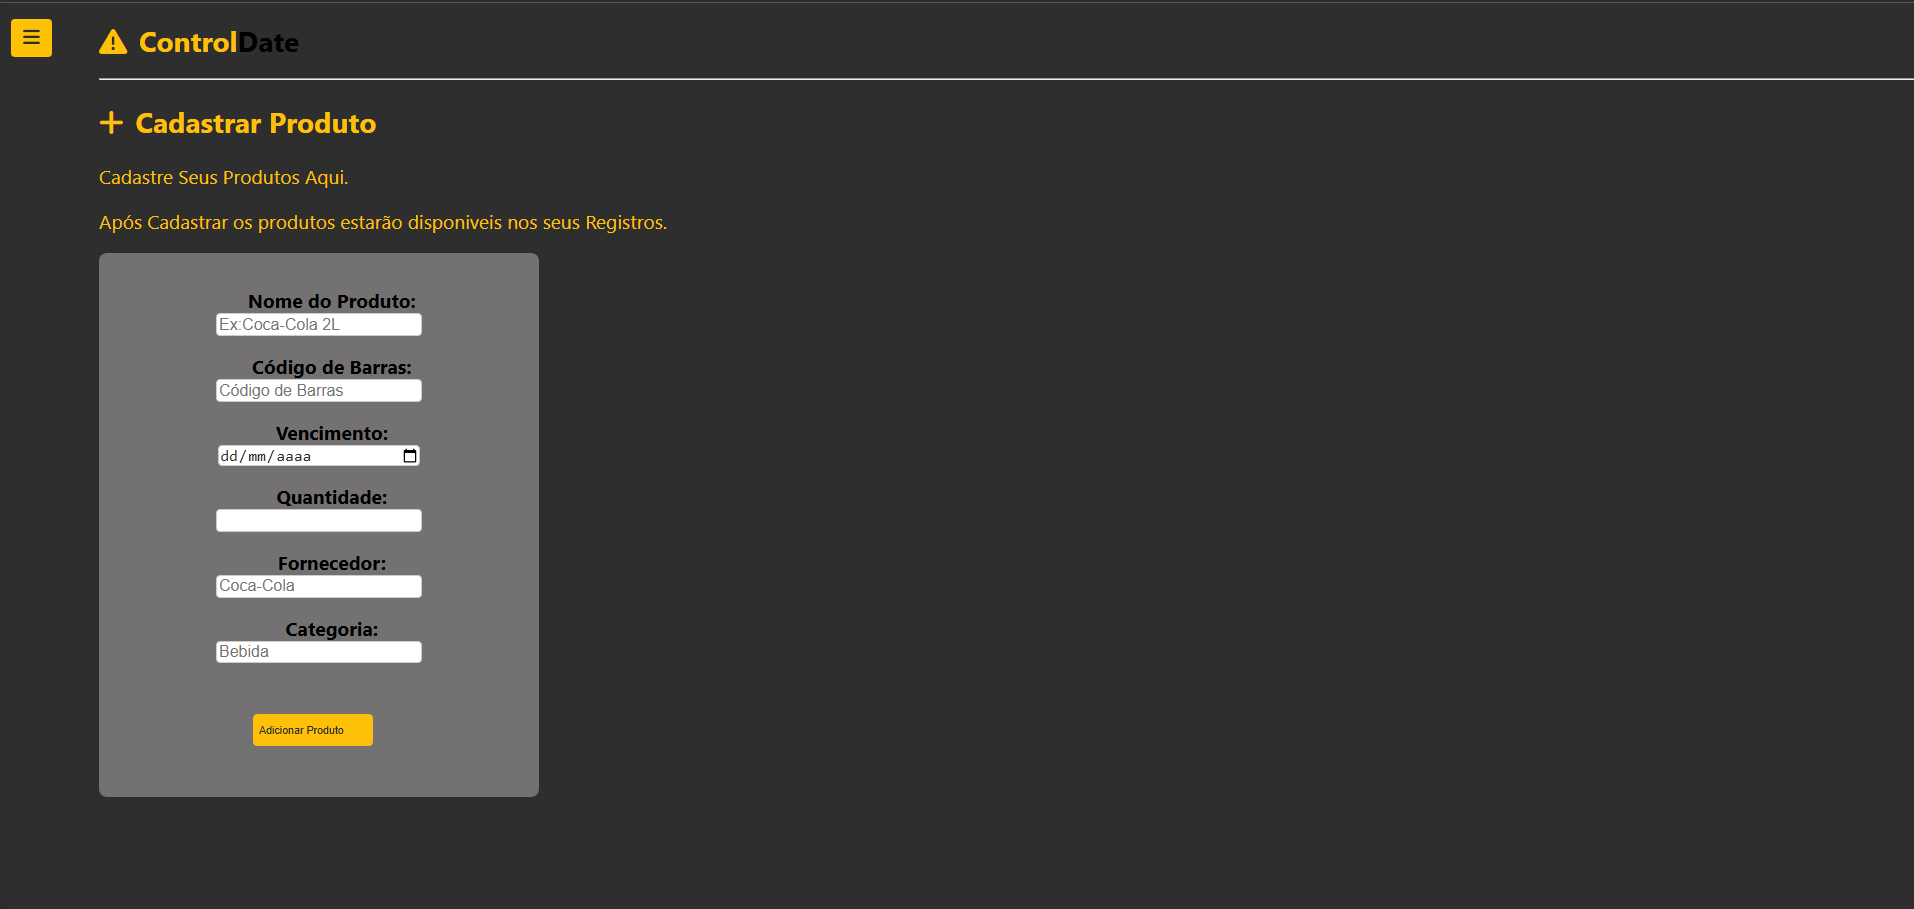 ControlDate
Cadastrar Produto
Cadastre Seus Produtos Aqui.
Após Cadastrar os produtos estarão disponiveis nos seus Registros.
Nome do Produto:
Ex:Coca-Cola 2L
Código de Barras:
Código de Barras
Vencimento:
dd/mm/aaaa
Quantidade:
Fornecedor:
Coca-Cola
Categoria:
Bebida
Adicionar Produto